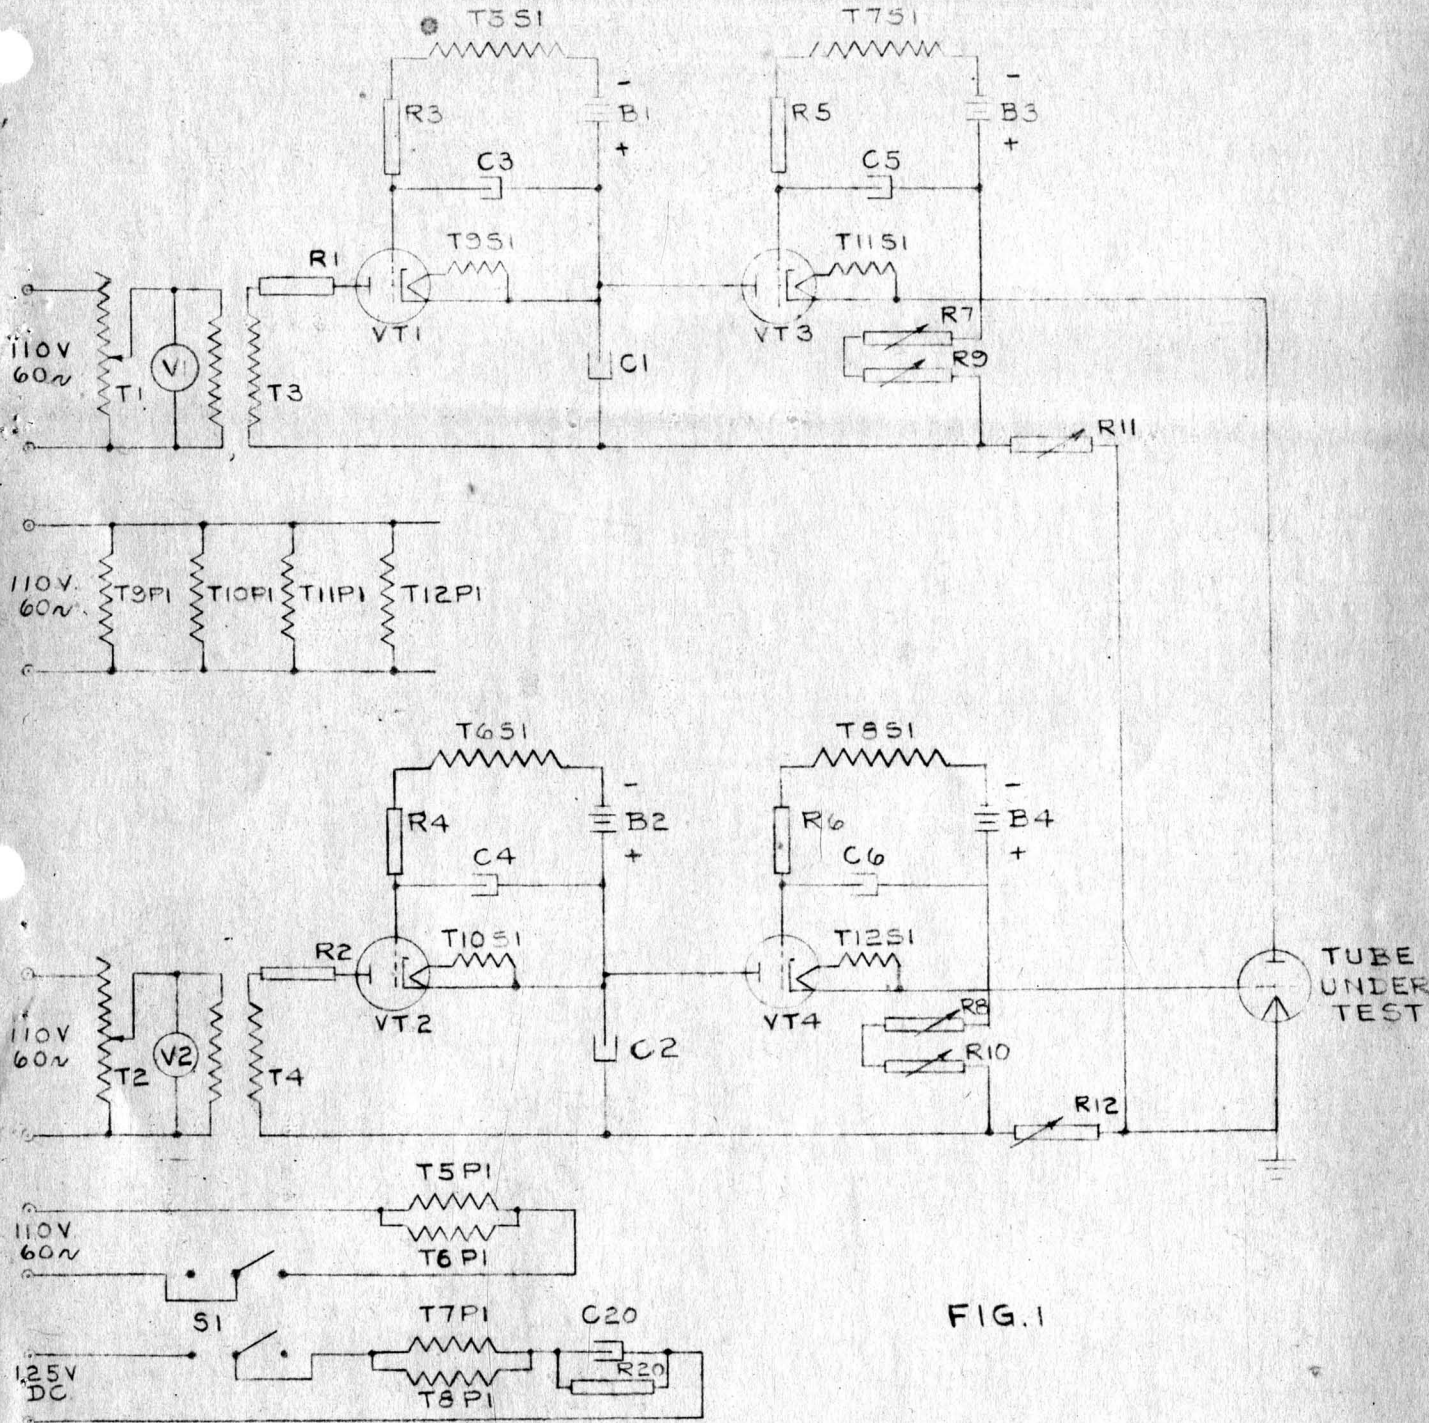 T5S1
T7S1
R3
B1
-
+
R5
B3
-
+
C3
C5
T9S1
T11S1
R1
VT1
VT3
R7
R9
110V
60~
T1
V1
T3
C1
R11
110V.
60~.
T9P1
T10P1
T11P1
T12P1
T6S1
T8S1
R4
B2
-
+
R6
B4
-
+
C4
C6
T10S1
T12S1
R2
VT2
VT4
R8
R10
TUBE
UNDER
TEST
110V
60~
T2
V2
T4
C2
R12
T5P1
110V.
60~
T6P1
S1
T7P1
C20
FIG.1
125V
DC.
R20
T8P1